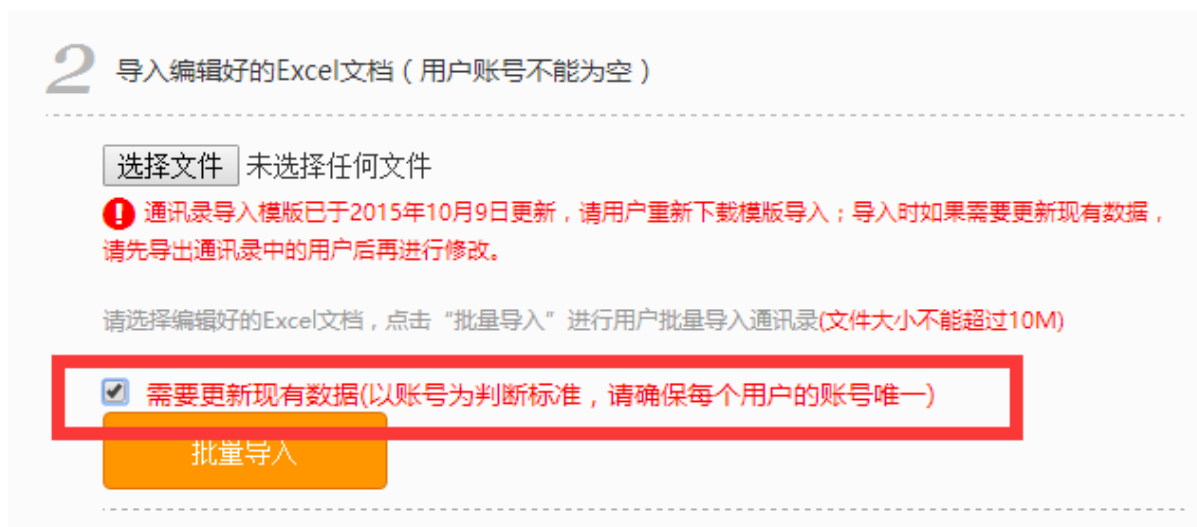 2 导入编辑好的Excel文档（用户账号不能为空）
选择文件 未选择任何文件
通讯录导入模版已于2015年10月9日更新，请用户重新下载模版导入；导入时如果需要更新现有数据，
请先导出通讯录中的用户后再进行修改。
请选择编辑好的Excel文档，点击“批量导入”进行用户批量导入通讯录(文件大小不能超过10M)
需要更新现有数据(以账号为判断标准，请确保每个用户的账号唯一)
批量导入